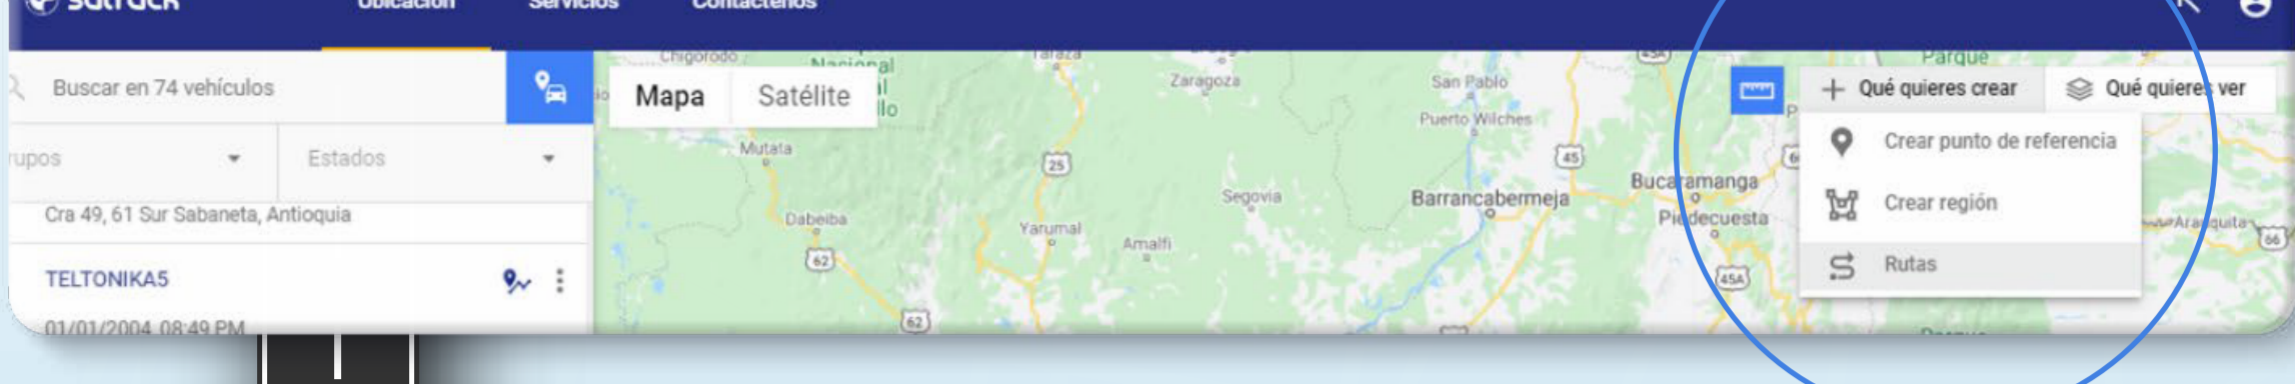 Ubicación Servicios Contáctenos
Buscar en 74 vehículos
Estados
Cra 49, 61 Sur Sabaneta, Antioquia
TELTONIKA5
01/01/2004 08:49 PM
Mapa Satélite
Qué quieres crear
Qué quieres ver
Crear punto de referencia
Crear región
Rutas
Chigorodó
Nacional
Tarazá
Zaragoza
San Pablo
Puerto Wilches
Parque
45A
Mutata
25
45
Segovia
Barrancabermeja
Bucaramanga
Piedecuesta
Dabeiba
Yarumal
Amalfi
62
45A
66
62